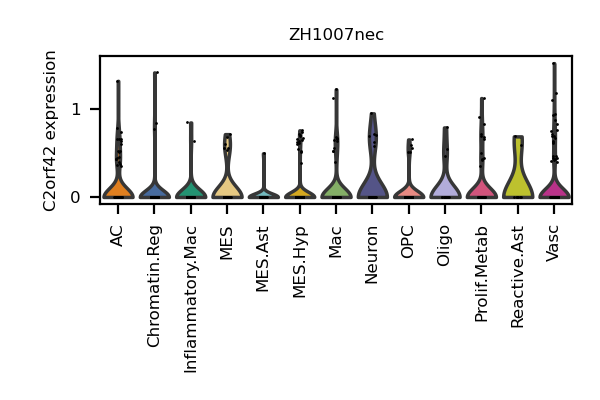 ZH1007nec
C2orf42 expression
1
0
AC
Chromatin.Reg
Inflammatory.Mac
MES
MES.Ast
MES.Hyp
Mac
Neuron
OPC
Oligo
Prolif.Metab
Reactive.Ast
Vasc